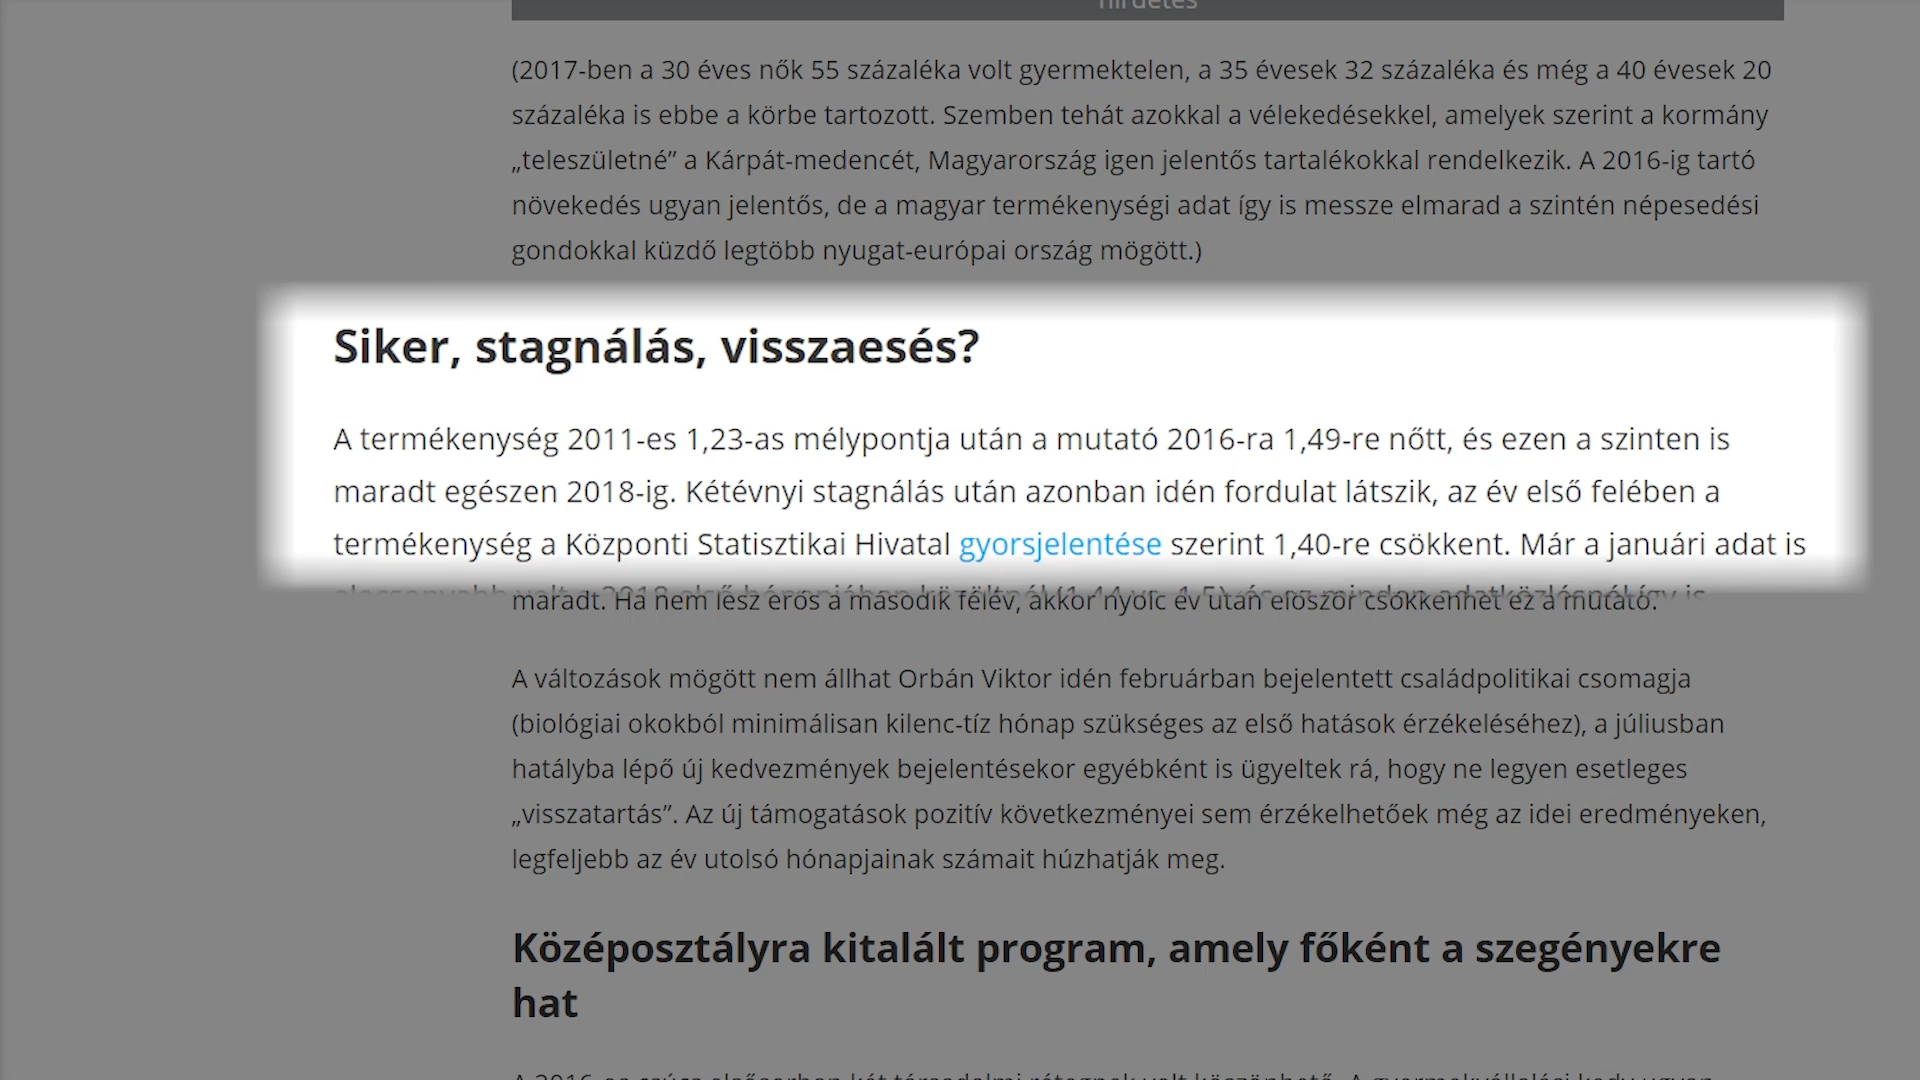 hirdetés
(2017-ben a 30 éves nők 55 százaléka volt gyermektelen, a 35 évesek 32 százaléka és még a 40 évesek 20
százaléka is ebbe a körbe tartozott. Szemben tehát azokkal a vélekedésekkel, amelyek szerint a kormány
„teleszületné” a Kárpát-medencét, Magyarország igen jelentős tartalékokkal rendelkezik. A 2016-ig tartó
növekedés ugyan jelentős, de a magyar termékenységi adat így is messze elmarad a szintén népesedési
gondokkal küzdő legtöbb nyugat-európai ország mögött.)
Siker, stagnálás, visszaesés?
A termékenység 2011-es 1,23-as mélypontja után a mutató 2016-ra 1,49-re nőtt, és ezen a szinten is
maradt egészen 2018-ig. Kétévnyi stagnálás után azonban idén fordulat látszik, az év első felében a
termékenység a Központi Statisztikai Hivatal gyorsjelentése szerint 1,40-re csökkent. Már a januári adat is
maradt. Ha nem lesz erős a második félév, akkor nyolc év után először csökkenhet ez a mutató.
A változások mögött nem állhat Orbán Viktor idén februárban bejelentett családpolitikai csomagja
(biológiai okokból minimálisan kilenc-tíz hónap szükséges az első hatások érzékeléséhez), a júliusban
hatályba lépő új kedvezmények bejelentésekor egyébként is ügyeltek rá, hogy ne legyen esetleges
„visszatartás”. Az új támogatások pozitív következményei sem érzékelhetőek még az idei eredményeken,
legfeljebb az év utolsó hónapjainak számait húzhatják meg.
Középosztályra kitalált program, amely főként a szegényekre
hat